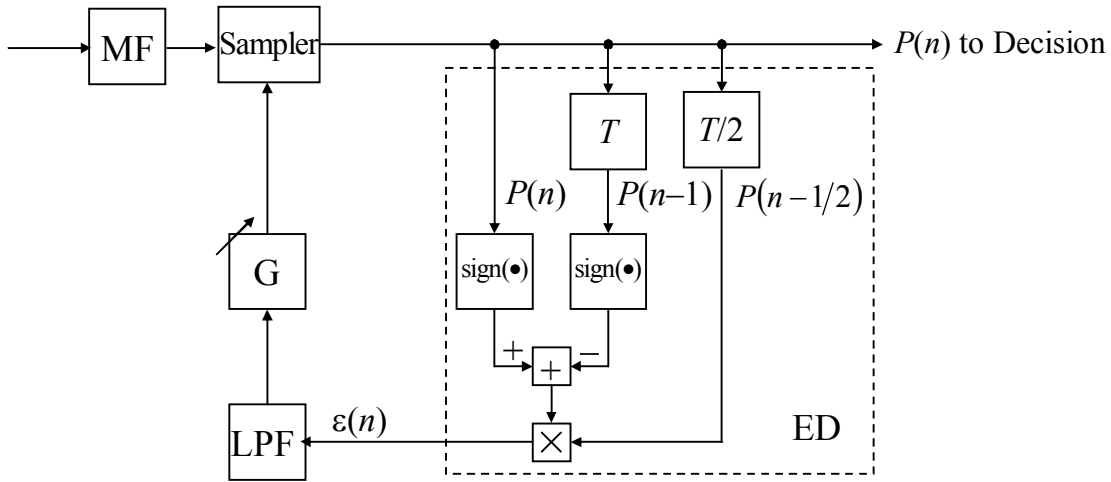 MF
Sampler
P(n) to Decision
T
T/2
P(n)
P(n–1)
P(n–1/2)
sign(•)
sign(•)
G
+
–
+
ε(n)
×
ED
LPF